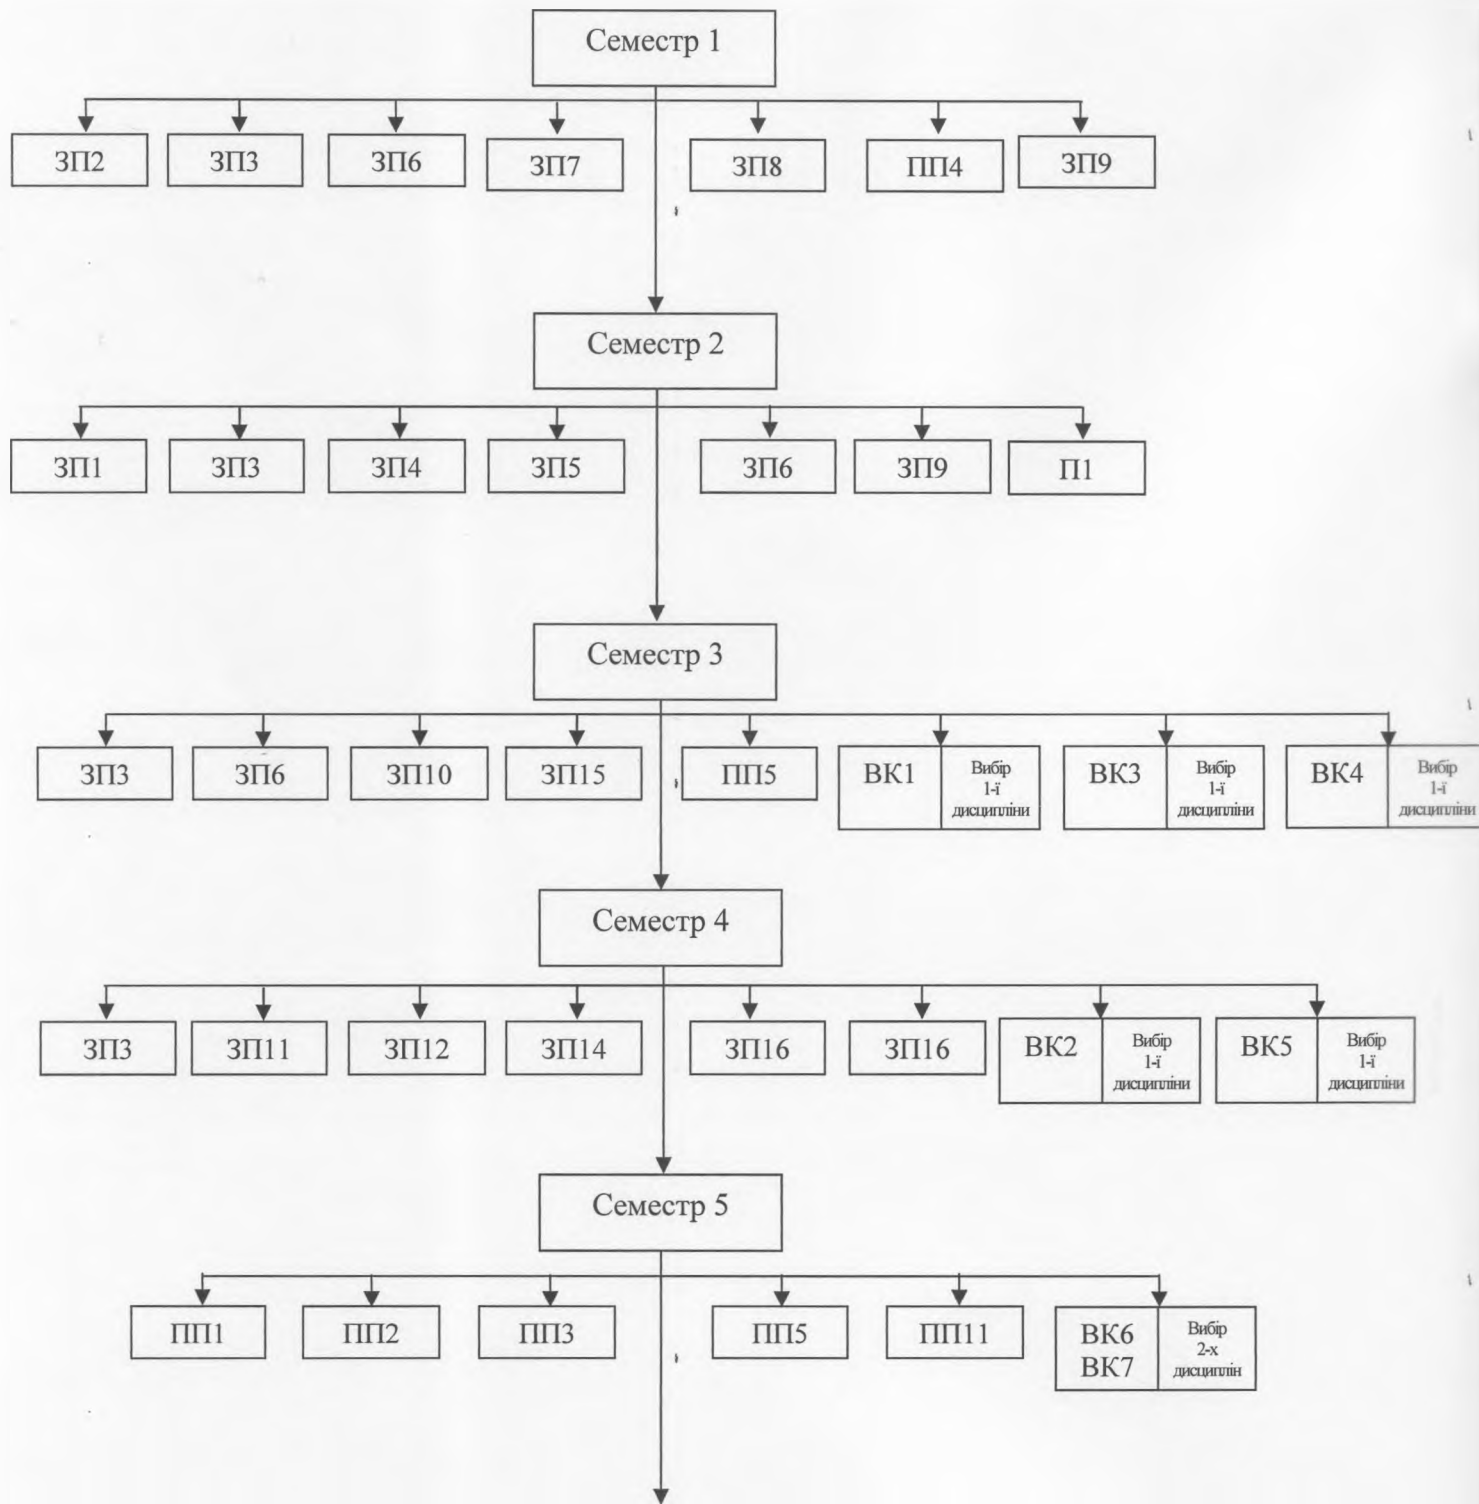 Семестр 1
ЗП2
ЗП3
ЗП6
ЗП7
ЗП8
ПП4
ЗП9
Семестр 2
ЗП1
ЗП3
ЗП4
ЗП5
ЗП6
ЗП9
П1
Семестр 3
ЗП3
ЗП6
ЗП10
ЗП15
ПП5
ВК1
Вибір
1-ї
дисципліни
ВК3
Вибір
1-ї
дисципліни
ВК4
Вибір
1-ї
дисципліни
Семестр 4
ЗП3
ЗП11
ЗП12
ЗП14
ЗП16
ЗП16
ВК2
Вибір
1-ї
дисципліни
ВК5
Вибір
1-ї
дисципліни
Семестр 5
ПП1
ПП2
ПП3
ПП5
ПП11
ВК6
ВК7
Вибір
2-х
дисциплін